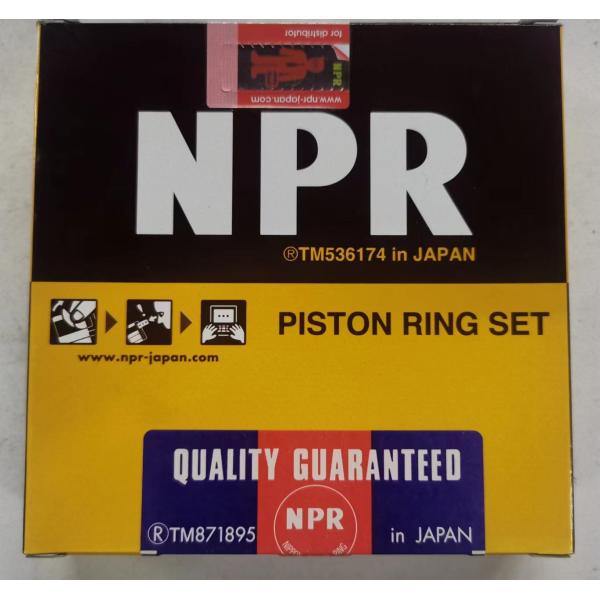 for distributor
NPR
www.npr-japan.com
NPR
®TM536174 in JAPAN
PISTON RING SET
www.npr-japan.com
QUALITY GUARANTEED
NPR
®TM871895
in JAPAN
RING